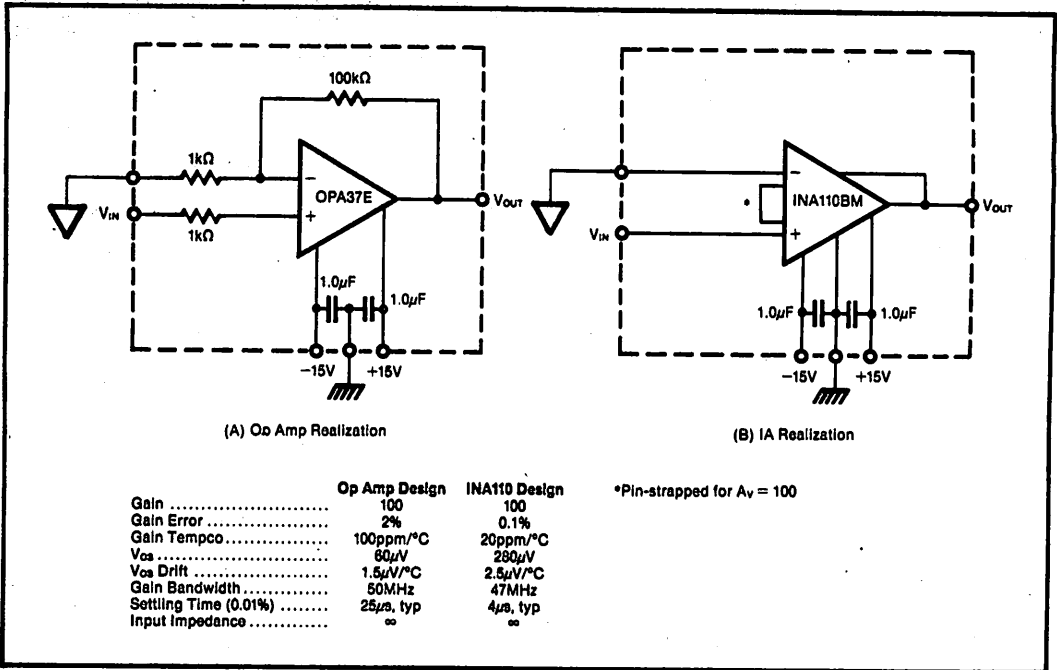 100kΩ
1kΩ
VIN
1kΩ
−
OPA37E
+
VOUT
1.0µF
1.0µF
−15V
+15V
(A) Op Amp Realization
−
*
INA110BM
+
VIN
VOUT
1.0µF
1.0µF
−15V
+15V
(B) IA Realization
Op Amp Design INA110 Design *Pin-strapped for AV = 100
Gain .......................... 100 100
Gain Error .................... 2% 0.1%
Gain Tempco .................. 100ppm/°C 20ppm/°C
VOS ........................... 60µV 280µV
VOS Drift ..................... 1.5µV/°C 2.5µV/°C
Gain Bandwidth ............... 50MHz 47MHz
Settling Time (0.01%) ........ 25µs, typ 4µs, typ
Input Impedance ............. ∞ ∞